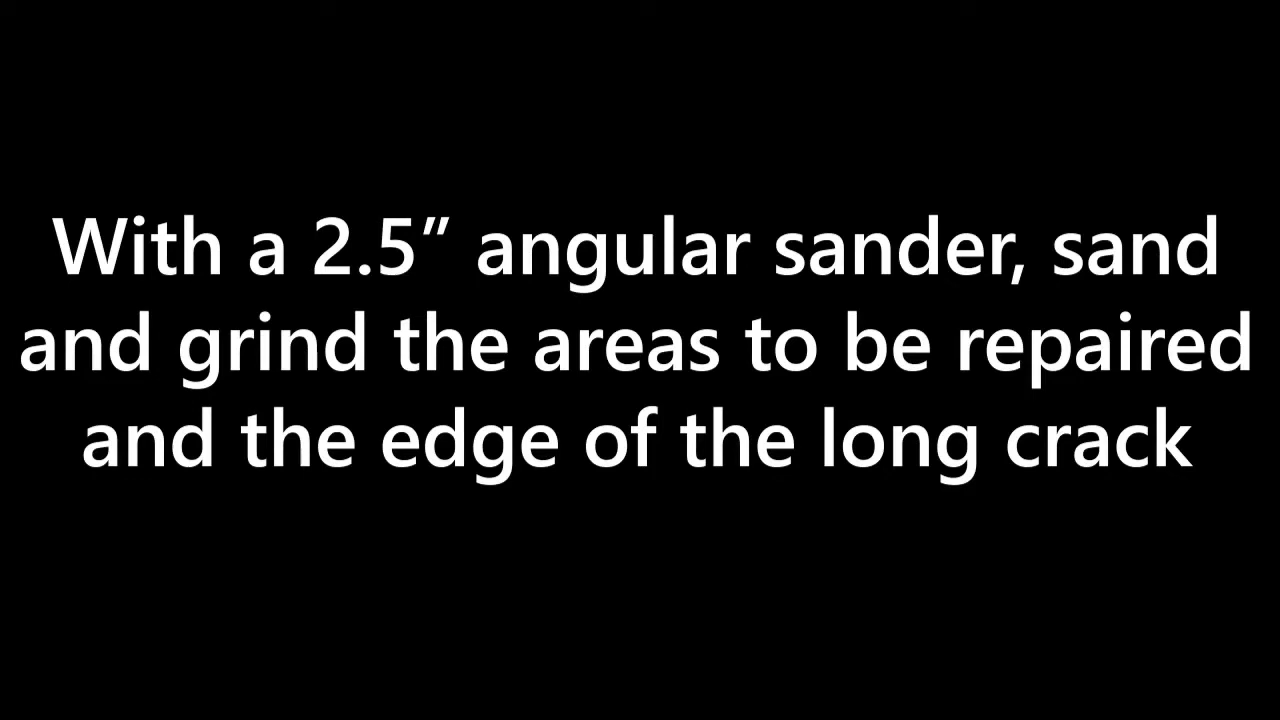 With a 2.5” angular sander, sand
and grind the areas to be repaired
and the edge of the long crack